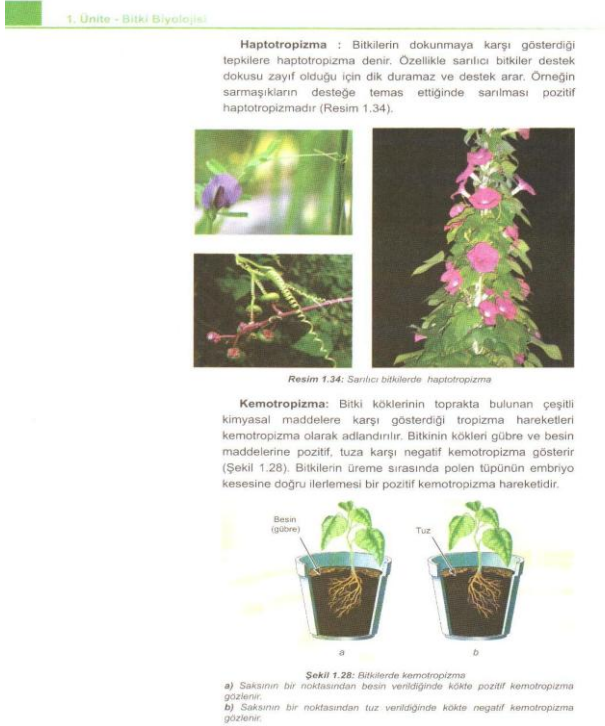 1. Ünite - Bitki Biyolojisi
Haptotropizma : Bitkilerin dokunmaya karşı gösterdiği
tepkilere haptotropizma denir. Özellikle sarılıcı bitkiler destek
dokusu zayıf olduğu için dik duramaz ve destek arar. Örneğin
sarmaşıkların desteğe temas ettiğinde sarılması pozitif
haptotropizmadır (Resim 1.34).
Resim 1.34: Sarılıcı bitkilerde haptotropizma
Kemotropizma: Bitki köklerinin toprakta bulunan çeşitli
kimyasal maddelere karşı gösterdiği tropizma hareketleri
kemotropizma olarak adlandırılır. Bitkinin kökleri gübre ve besin
maddelerine pozitif, tuza karşı negatif kemotropizma gösterir
(Şekil 1.28). Bitkilerin üreme sırasında polen tüpünün embriyo
kesesine doğru ilerlemesi bir pozitif kemotropizma hareketidir.
Besin
(gübre)
Tuz
a
b
Şekil 1.28: Bitkilerde kemotropizma
a) Saksının bir noktasından besin verildiğinde kökte pozitif kemotropizma
gözlenir.
b) Saksının bir noktasından tuz verildiğinde kökte negatif kemotropizma
gözlenir.